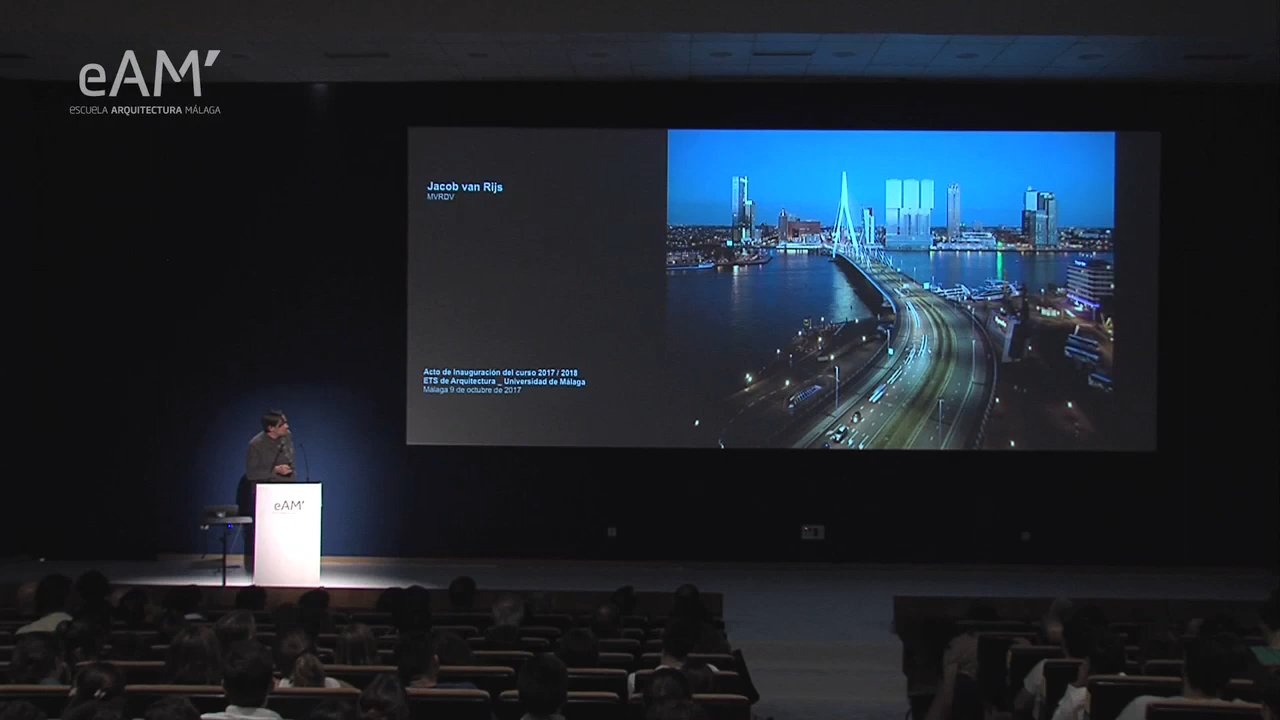 eAM'
escuela ARQUITECTURA MÁLAGA
Jacob van Rijs
MVRDV
Acto de Inauguración del curso 2017 / 2018
ETS de Arquitectura _ Universidad de Málaga
Málaga 9 de octubre de 2017
eAM'